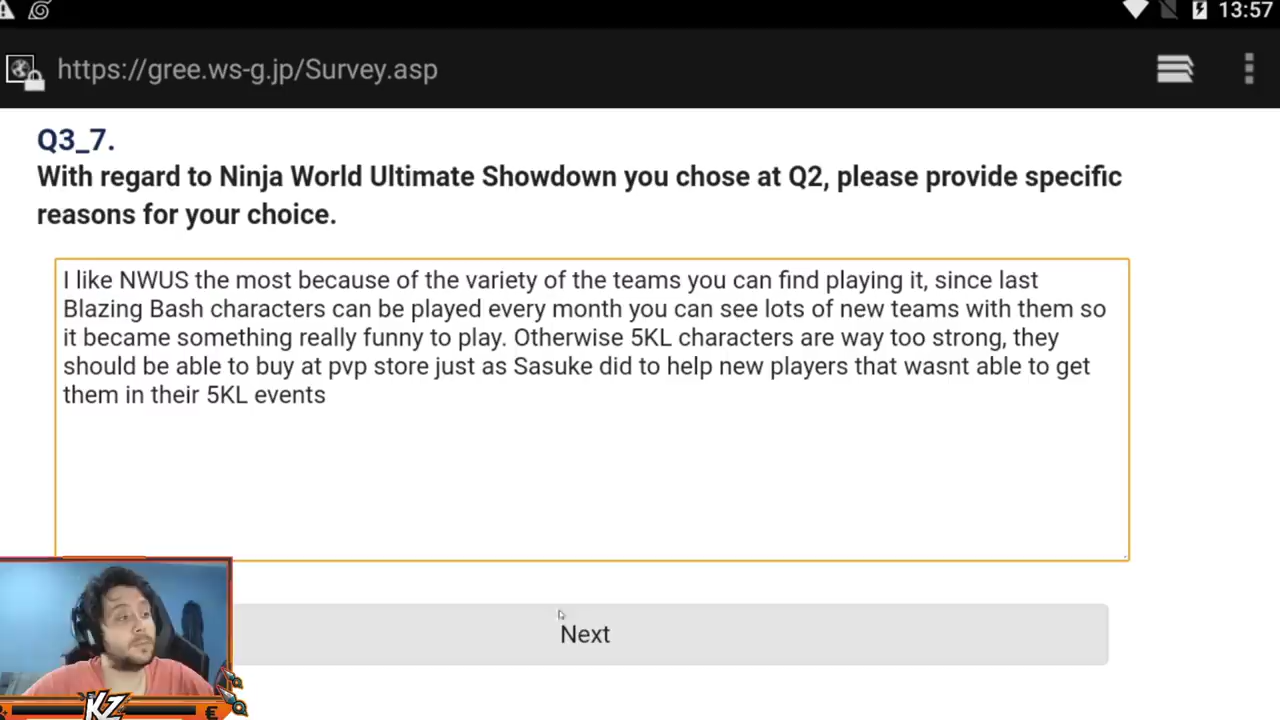 13:57
https://gree.ws-g.jp/Survey.asp
Q3_7.
With regard to Ninja World Ultimate Showdown you chose at Q2, please provide specific
reasons for your choice.
I like NWUS the most because of the variety of the teams you can find playing it, since last
Blazing Bash characters can be played every month you can see lots of new teams with them so
it became something really funny to play. Otherwise 5KL characters are way too strong, they
should be able to buy at pvp store just as Sasuke did to help new players that wasnt able to get
them in their 5KL events
Next
KZ
€